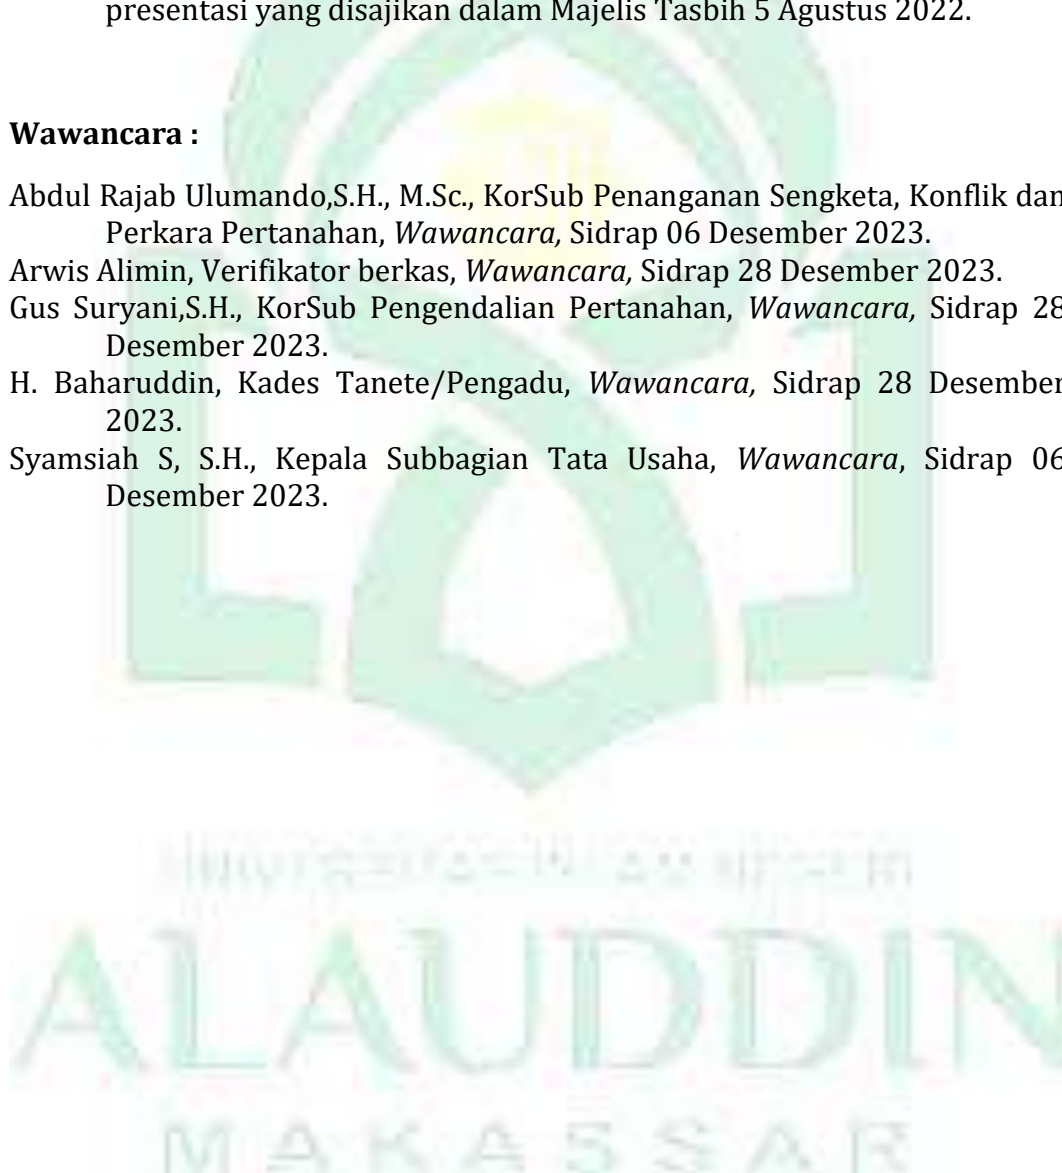 presentasi yang disajikan dalam Majelis Tasbih 5 Agustus 2022.
Wawancara :
Abdul Rajab Ulumando,S.H., M.Sc., KorSub Penanganan Sengketa, Konflik dan
Perkara Pertanahan, Wawancara, Sidrap 06 Desember 2023.
Arwis Alimin, Verifikator berkas, Wawancara, Sidrap 28 Desember 2023.
Gus Suryani,S.H., KorSub Pengendalian Pertanahan, Wawancara, Sidrap 28
Desember 2023.
H. Baharuddin, Kades Tanete/Pengadu, Wawancara, Sidrap 28 Desember
2023.
Syamsiah S, S.H., Kepala Subbagian Tata Usaha, Wawancara, Sidrap 06
Desember 2023.
UNIVERSITAS ISLAM NEGERI
ALAUDDIN
MAKASSAR